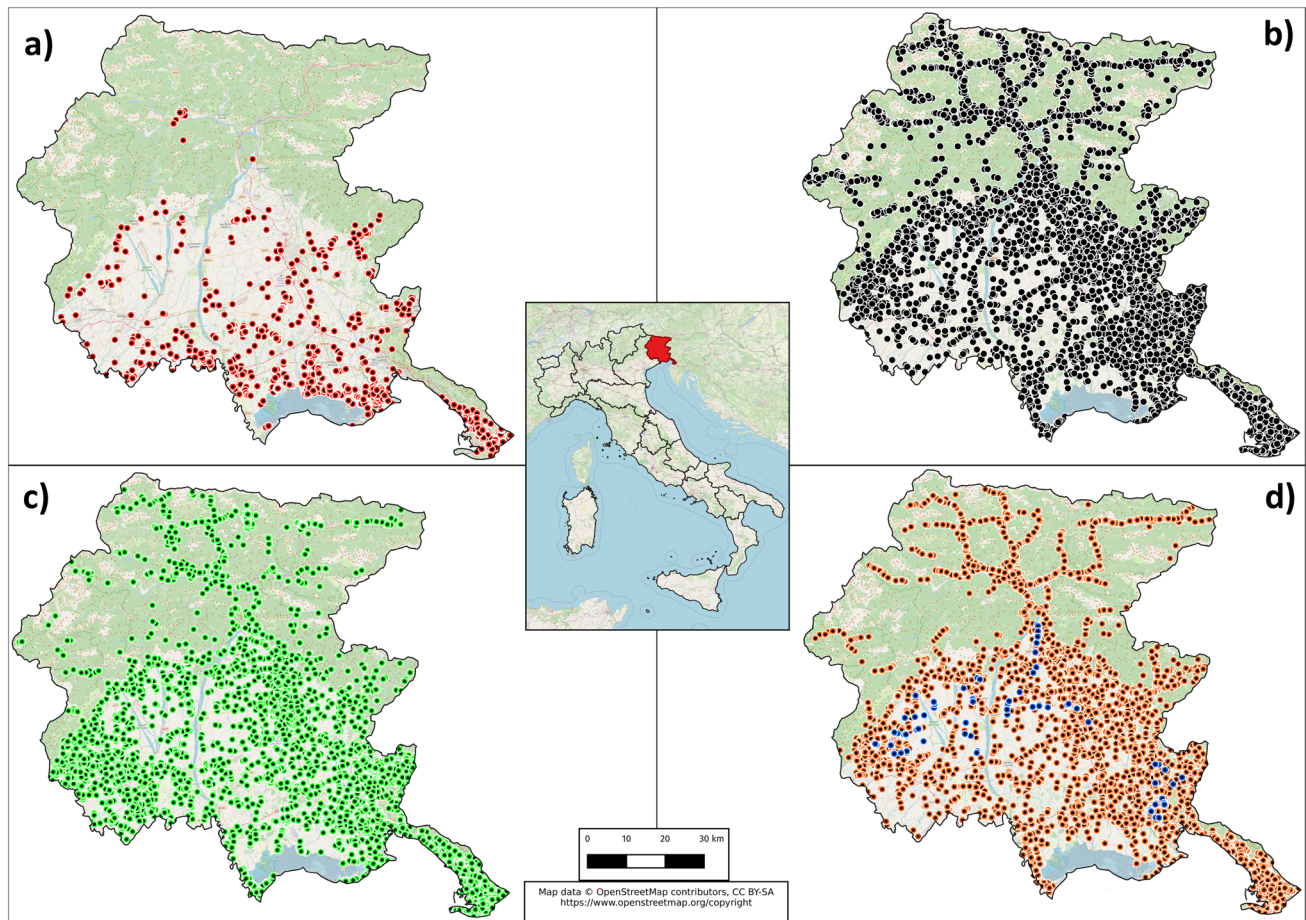 a)
b)
c)
d)
0 10 20 30 km
Map data © OpenStreetMap contributors, CC BY-SA
https://www.openstreetmap.org/copyright